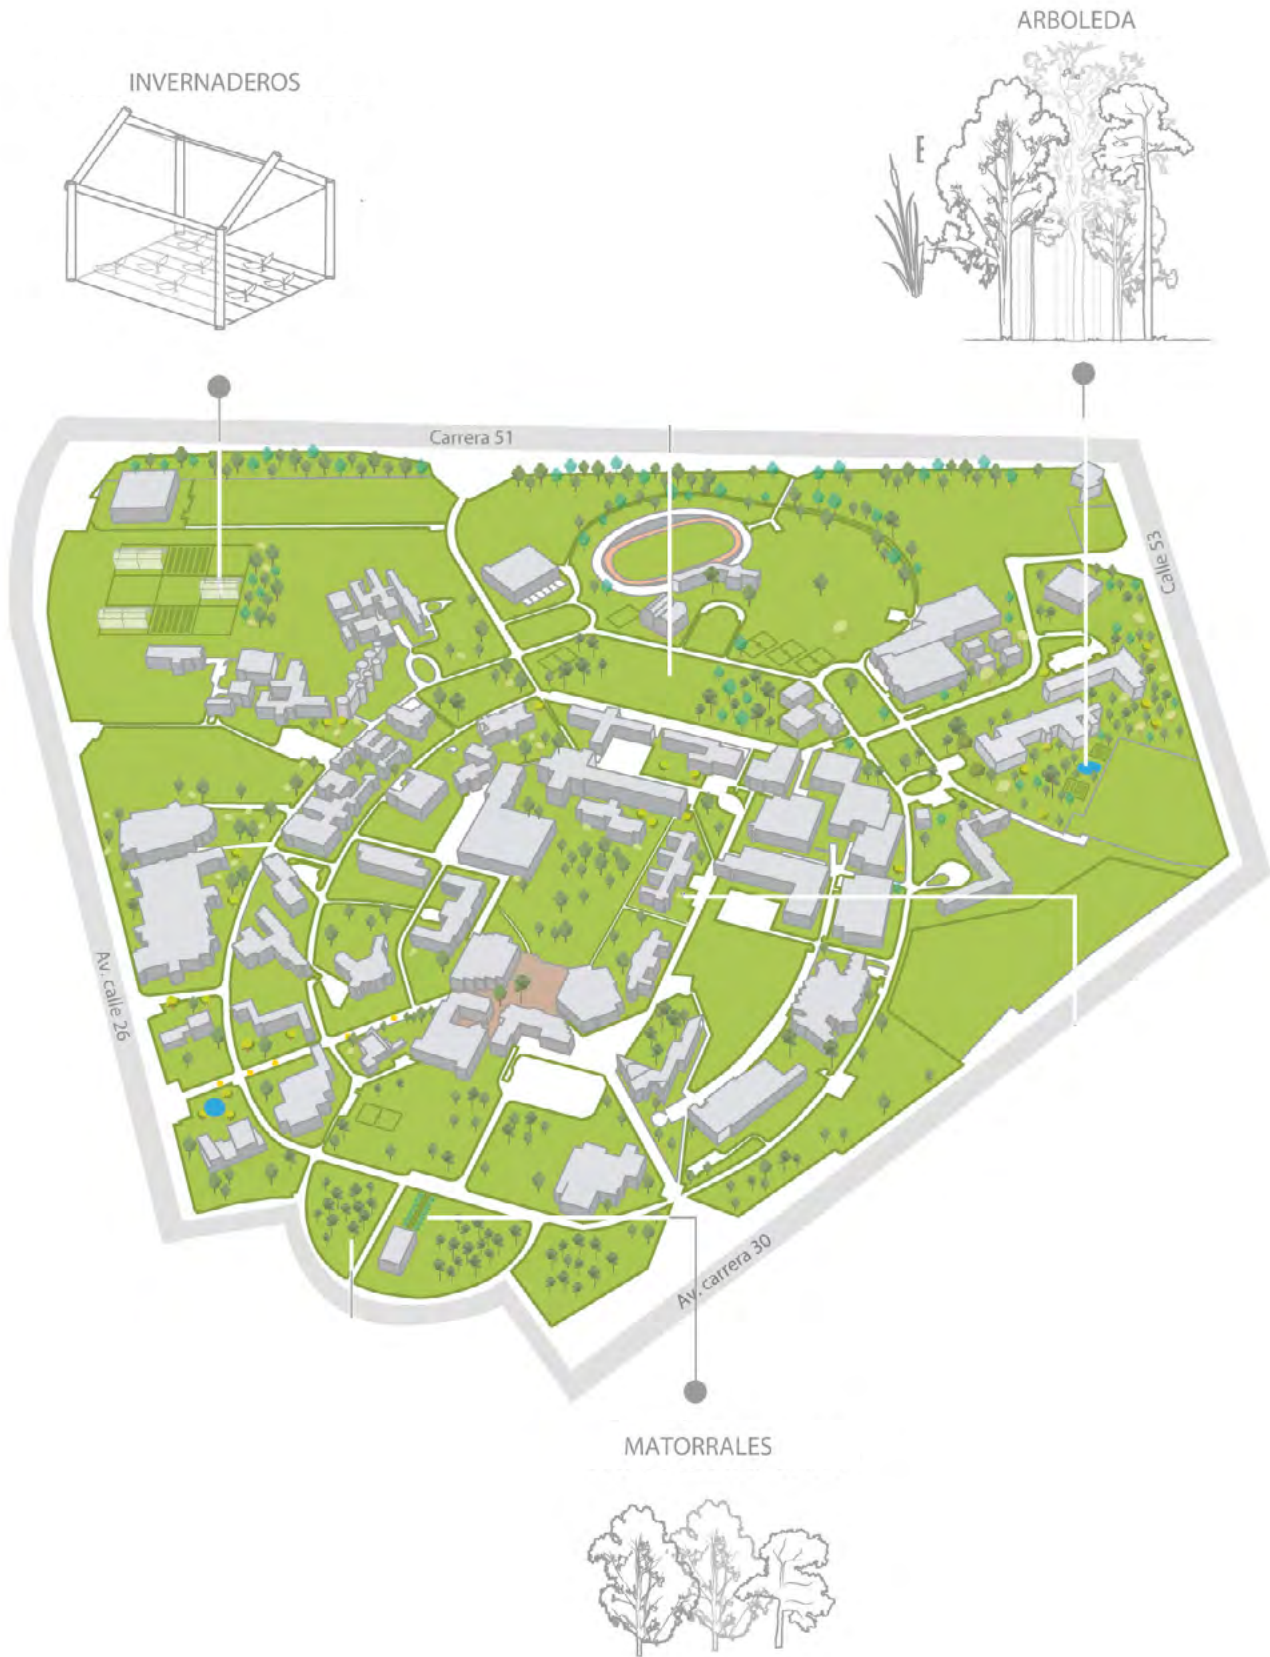 ARBOLEDA
INVERNADEROS
E
Carrera 51
Calle 53
Av. calle 26
Av. carrera 30
MATORRALES